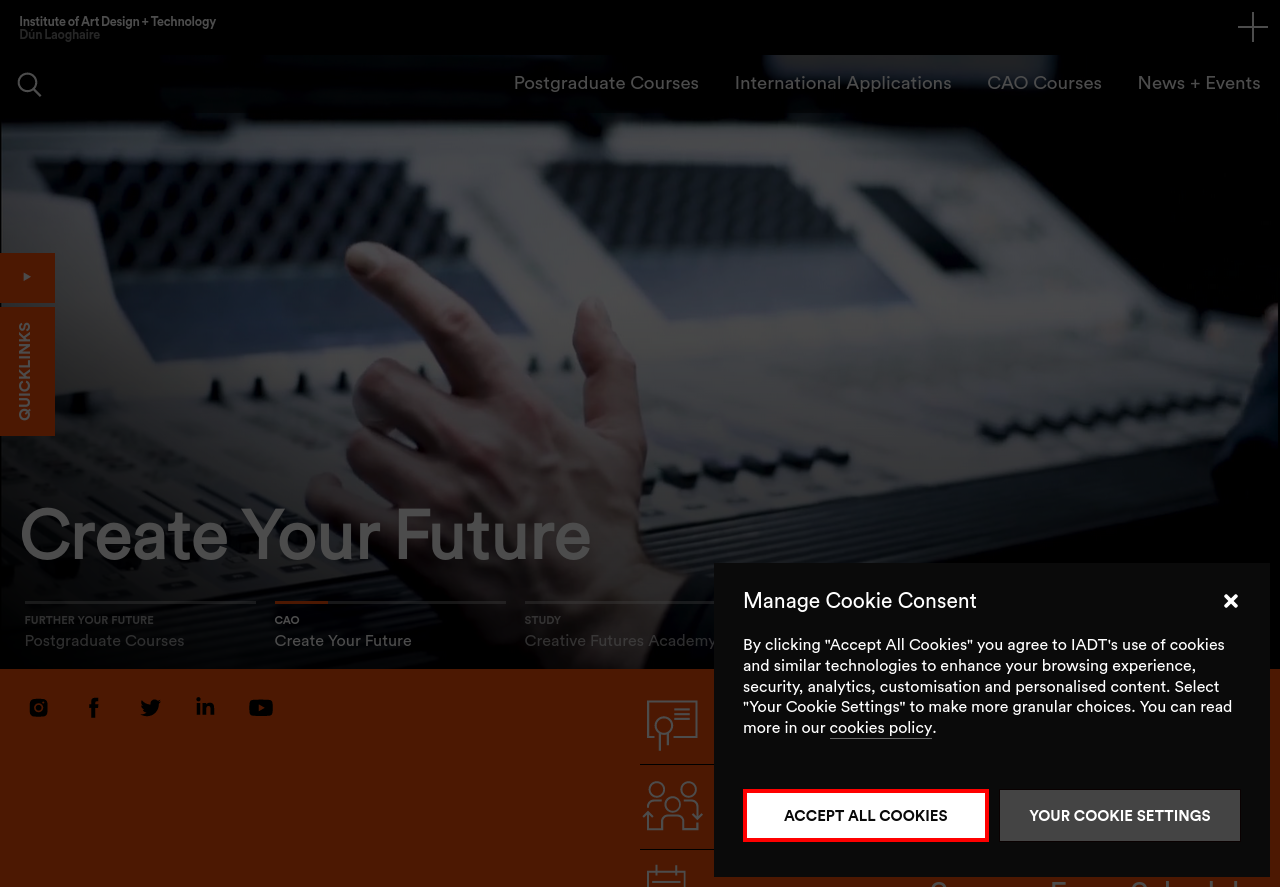 Institute of Art Design + Technology
Dún Laoghaire
Postgraduate Courses
International Applications
CAO Courses
News + Events
QUICKLINKS
Create Your Future
FURTHER YOUR FUTURE
Postgraduate Courses
CAO
Create Your Future
STUDY
Creative Futures Academy
Manage Cookie Consent
By clicking "Accept All Cookies" you agree to IADT's use of cookies
and similar technologies to enhance your browsing experience,
security, analytics, customisation and personalised content. Select
"Your Cookie Settings" to make more granular choices. You can read
more in our cookies policy.
ACCEPT ALL COOKIES
YOUR COOKIE SETTINGS